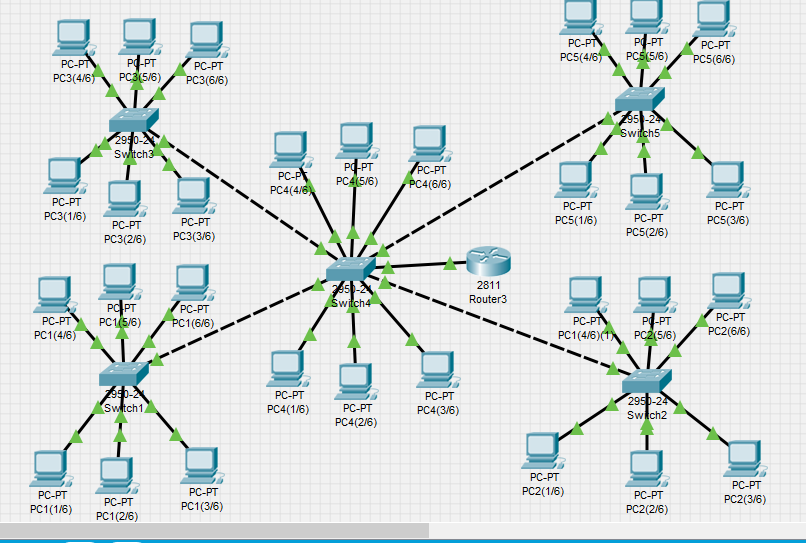 PC-PT
PC3(4/6)
PC-PT
PC3(5/6)
PC-PT
PC3(6/6)
2950-24
Switch3
PC-PT
PC3(1/6)
PC-PT
PC3(2/6)
PC-PT
PC3(3/6)
PC-PT
PC5(4/6)
PC-PT
PC5(5/6)
PC-PT
PC5(6/6)
2950-24
Switch5
PC-PT
PC5(1/6)
PC-PT
PC5(2/6)
PC-PT
PC5(3/6)
PC-PT
PC4(4/6)
PC-PT
PC4(5/6)
PC-PT
PC4(6/6)
2950-24
Switch4
2811
Router3
PC-PT
PC4(1/6)
PC-PT
PC4(2/6)
PC-PT
PC4(3/6)
PC-PT
PC1(4/6)
PC-PT
PC1(5/6)
PC-PT
PC1(6/6)
2950-24
Switch1
PC-PT
PC1(1/6)
PC-PT
PC1(2/6)
PC-PT
PC1(3/6)
PC-PT
PC1(4/6)(1)
PC-PT
PC2(5/6)
PC-PT
PC2(6/6)
2950-24
Switch2
PC-PT
PC2(1/6)
PC-PT
PC2(2/6)
PC-PT
PC2(3/6)